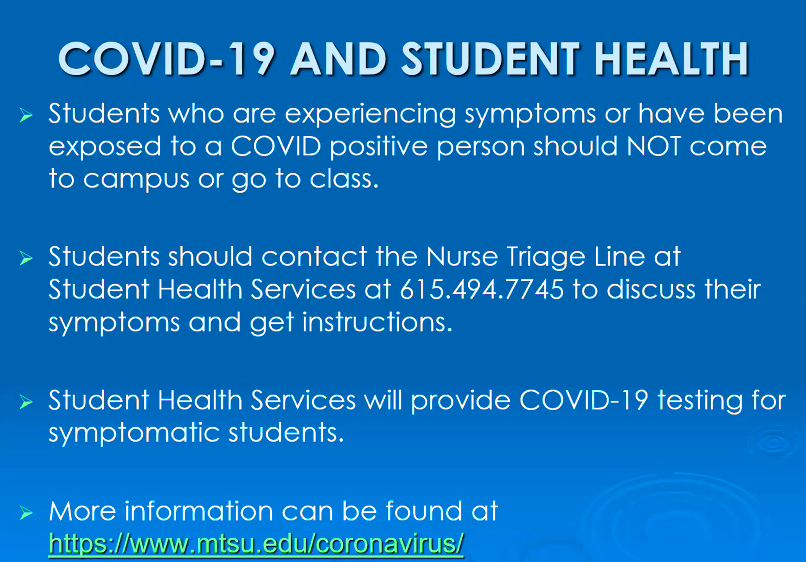 COVID-19 AND STUDENT HEALTH
Students who are experiencing symptoms or have been
exposed to a COVID positive person should NOT come
to campus or go to class.
Students should contact the Nurse Triage Line at
Student Health Services at 615.494.7745 to discuss their
symptoms and get instructions.
Student Health Services will provide COVID-19 testing for
symptomatic students.
More information can be found at
https://www.mtsu.edu/coronavirus/